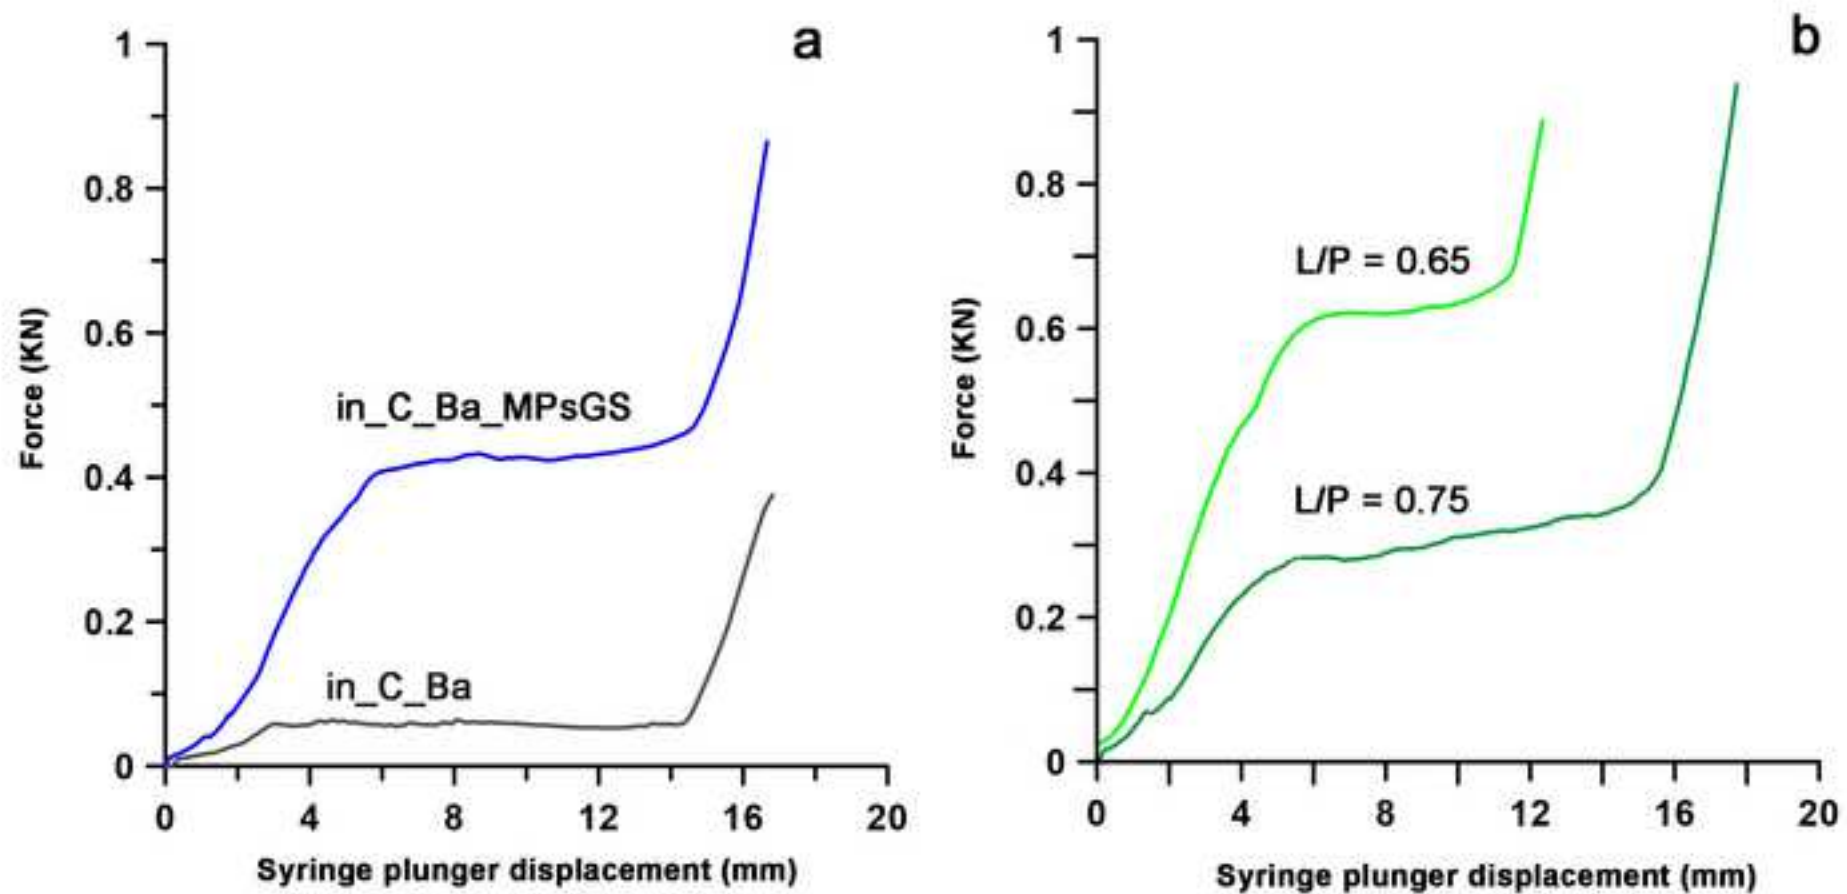 a
1
0.8
0.6
0.4
0.2
0
Force (KN)
in_C_Ba_MPsGS
in_C_Ba
0 4 8 12 16 20
Syringe plunger displacement (mm)
b
1
0.8
0.6
0.4
0.2
0
Force (KN)
L/P = 0.65
L/P = 0.75
0 4 8 12 16 20
Syringe plunger displacement (mm)